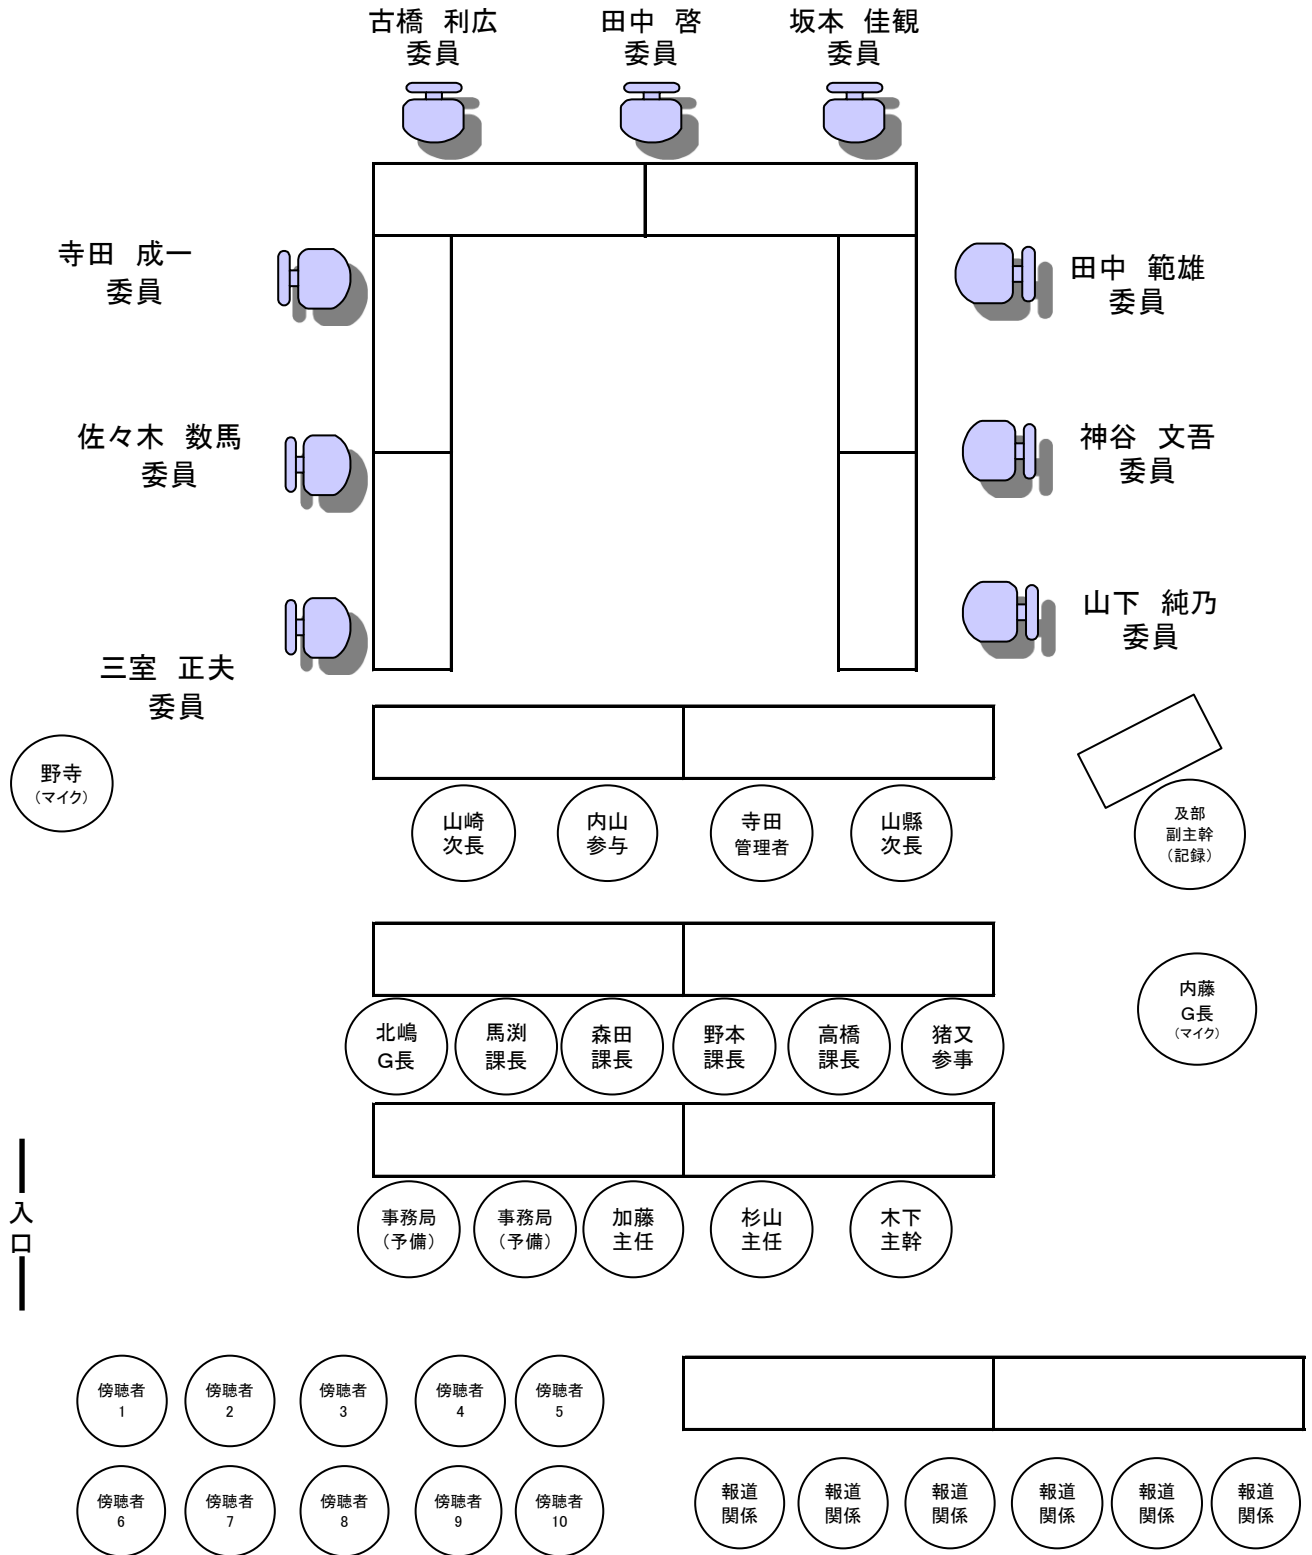 古橋 利広
委員
田中 啓
委員
坂本 佳観
委員
寺田 成一
委員
田中 範雄
委員
佐々木 数馬
委員
神谷 文吾
委員
山下 純乃
委員
三室 正夫
委員
野寺
(マイク)
山崎
次長
内山
参与
寺田
管理者
山縣
次長
及部
副主幹
(記録)
北嶋
G長
馬渕
課長
森田
課長
野本
課長
高橋
課長
猪又
参事
内藤
G長
(マイク)
入
口
事務局
(予備)
事務局
(予備)
加藤
主任
杉山
主任
木下
主幹
傍聴者
1
傍聴者
2
傍聴者
3
傍聴者
4
傍聴者
5
傍聴者
6
傍聴者
7
傍聴者
8
傍聴者
9
傍聴者
10
報道
関係
報道
関係
報道
関係
報道
関係
報道
関係
報道
関係